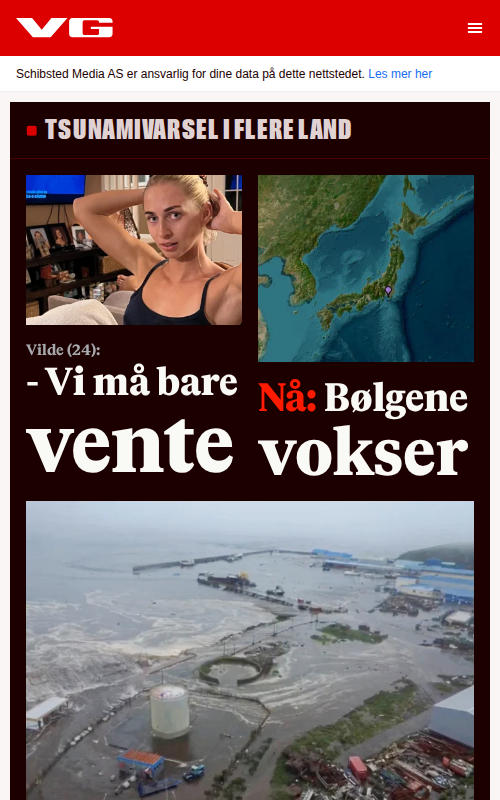 VG
Schibsted Media AS er ansvarlig for dine data på dette nettstedet. Les mer her
TSUNAMIVARSEL I FLERE LAND
Vilde (24):
- Vi må bare
vente
Nå: Bølgene
vokser